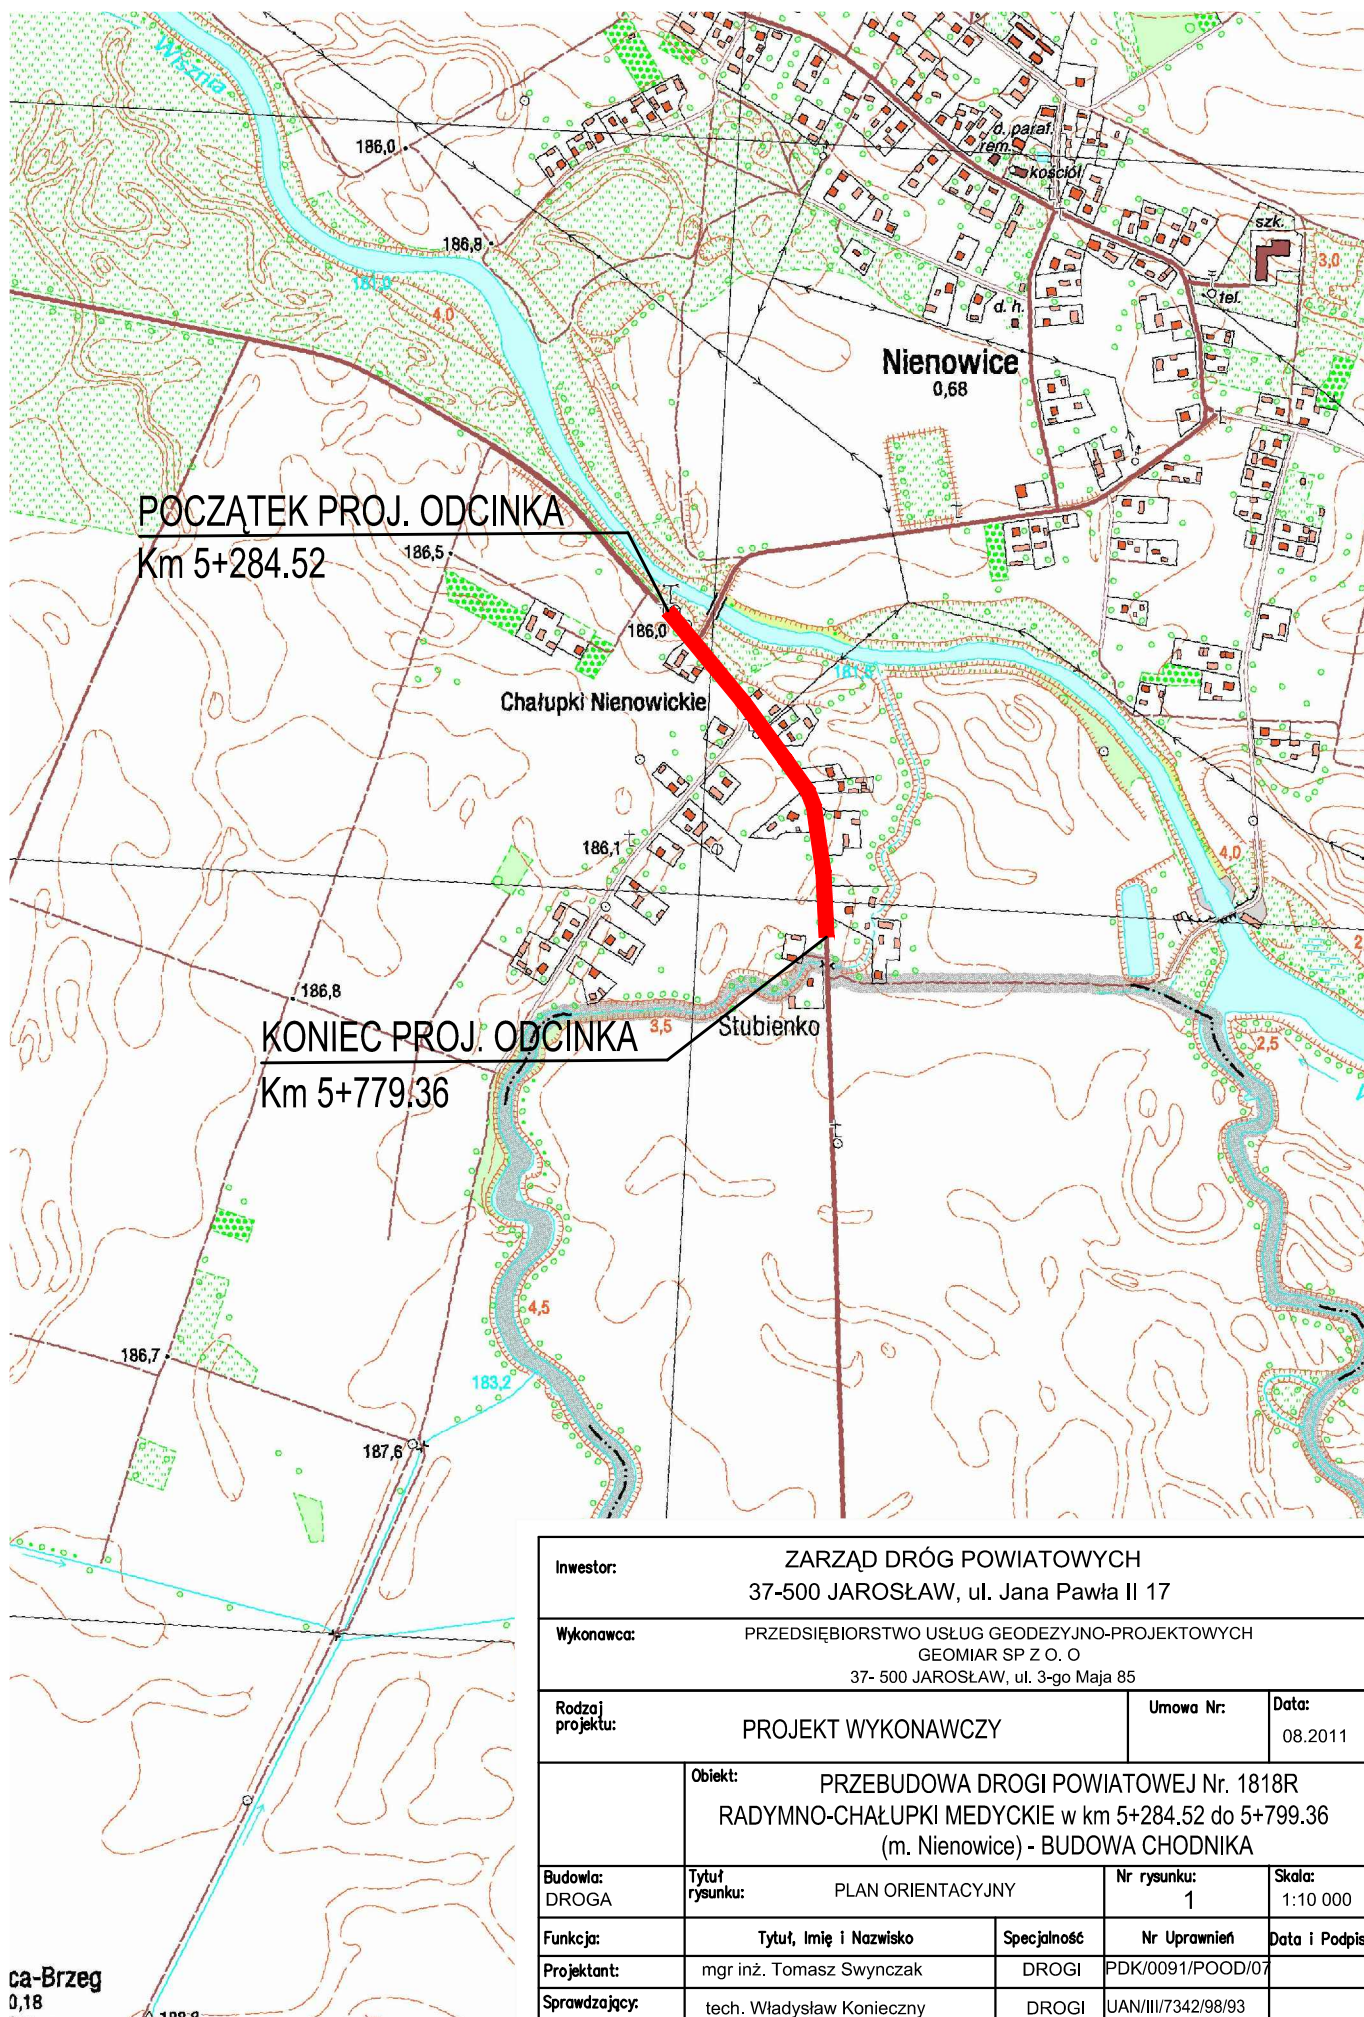 Wisznia
186,0
d. paraf.
rem.
kościół
szk.
186,8
3,0
181,0
4,0
tel.
d. h.
Nienowice
0,68
POCZĄTEK PROJ. ODCINKA
Km 5+284.52
186,5
186,0
181,8
Chałupki Nienowickie
186,1
4,0
186,8
3,5
Stubienko
2,5
KONIEC PROJ. ODCINKA
Km 5+779.36
4,5
186,7
183,2
187,6
ca-Brzeg
0,18
Inwestor:
ZARZĄD DRÓG POWIATOWYCH
37-500 JAROSŁAW, ul. Jana Pawła II 17
Wykonawca:
PRZEDSIĘBIORSTWO USŁUG GEODEZYJNO-PROJEKTOWYCH
GEOMIAR SP Z O. O
37- 500 JAROSŁAW, ul. 3-go Maja 85
Rodzaj
projektu:
PROJEKT WYKONAWCZY
Umowa Nr:
Data:
08.2011
Obiekt:
PRZEBUDOWA DROGI POWIATOWEJ Nr. 1818R
RADYMNO-CHAŁUPKI MEDYCKIE w km 5+284.52 do 5+799.36
(m. Nienowice) - BUDOWA CHODNIKA
Budowla:
DROGA
Tytuł
rysunku:
PLAN ORIENTACYJNY
Nr rysunku:
1
Skala:
1:10 000
Funkcja:
Tytuł, Imię i Nazwisko
Specjalność
Nr Uprawnień
Data i Podpis
Projektant:
mgr inż. Tomasz Swynczak
DROGI
PDK/0091/POOD/07
Sprawdzający:
tech. Władysław Konieczny
DROGI
UAN/III/7342/98/93